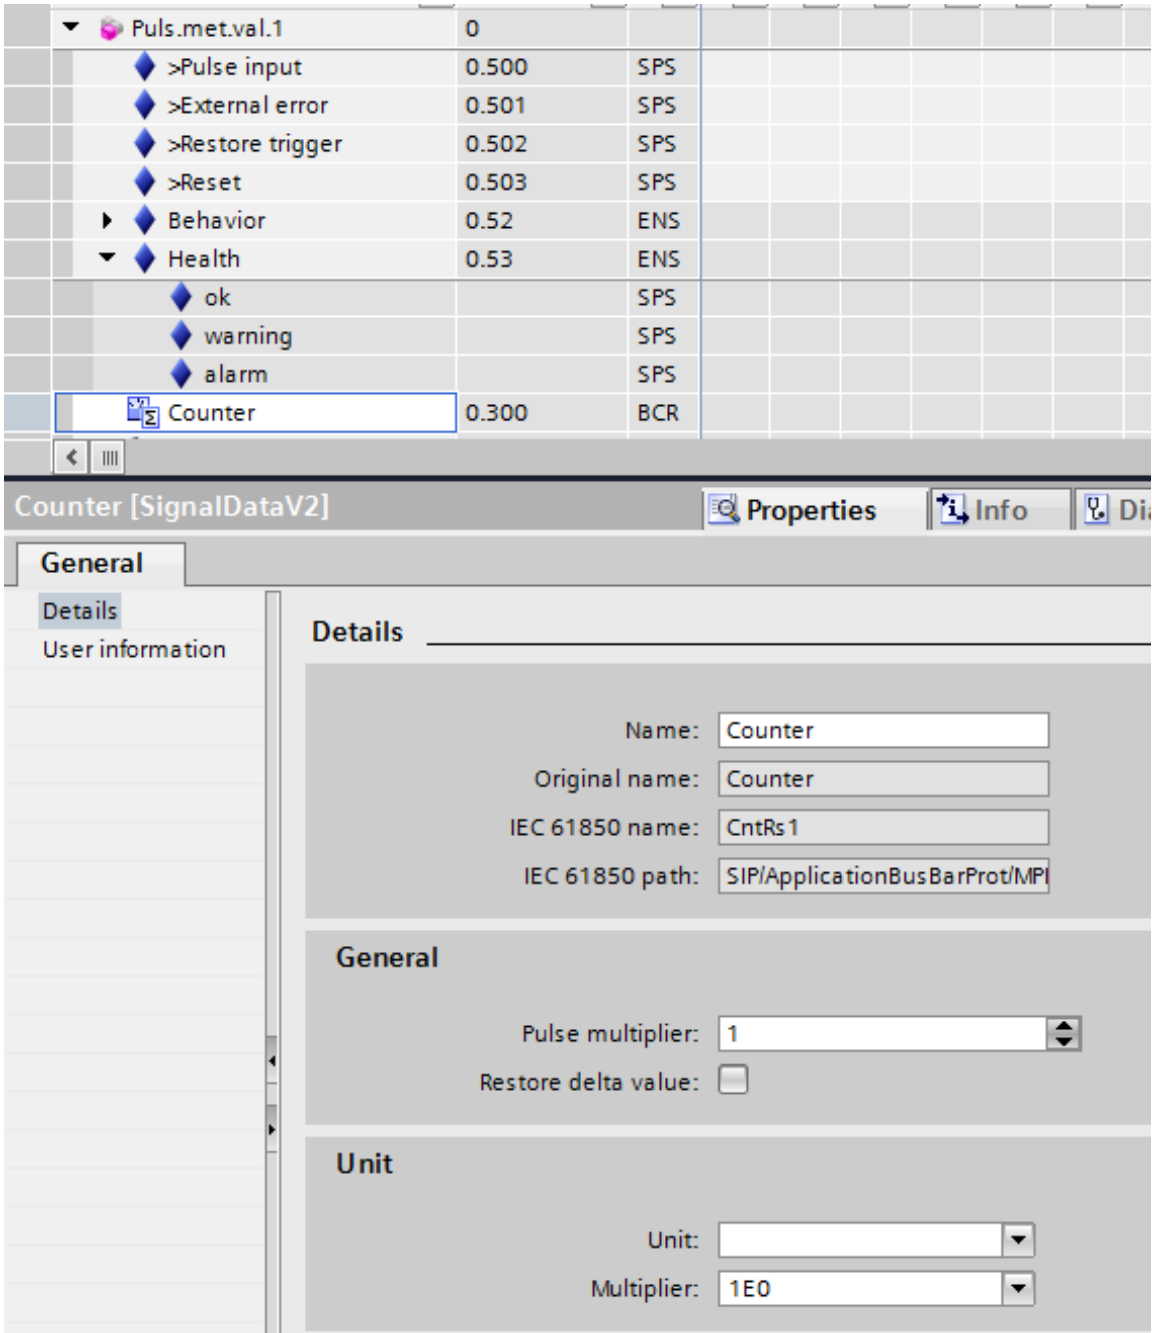 Puls.met.val.1 0
>Pulse input 0.500 SPS
>External error 0.501 SPS
>Restore trigger 0.502 SPS
>Reset 0.503 SPS
Behavior 0.52 ENS
Health 0.53 ENS
ok SPS
warning SPS
alarm SPS
Counter 0.300 BCR
Counter [SignalDataV2] Properties Info Dia
General
Details
User information
Details
Name: Counter
Original name: Counter
IEC 61850 name: CntRs1
IEC 61850 path: SIP/ApplicationBusBarProt/MPI
General
Pulse multiplier: 1
Restore delta value:
Unit
Unit:
Multiplier: 1E0